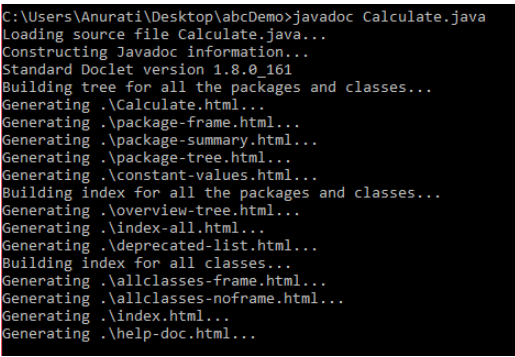 C:\Users\Anurati\Desktop\abcDemo>javadoc Calculate.java
Loading source file Calculate.java...
Constructing Javadoc information...
Standard Doclet version 1.8.0_161
Building tree for all the packages and classes...
Generating .\Calculate.html...
Generating .\package-frame.html...
Generating .\package-summary.html...
Generating .\package-tree.html...
Generating .\constant-values.html...
Building index for all the packages and classes...
Generating .\overview-tree.html...
Generating .\index-all.html...
Generating .\deprecated-list.html...
Building index for all classes...
Generating .\allclasses-frame.html...
Generating .\allclasses-noframe.html...
Generating .\index.html...
Generating .\help-doc.html...